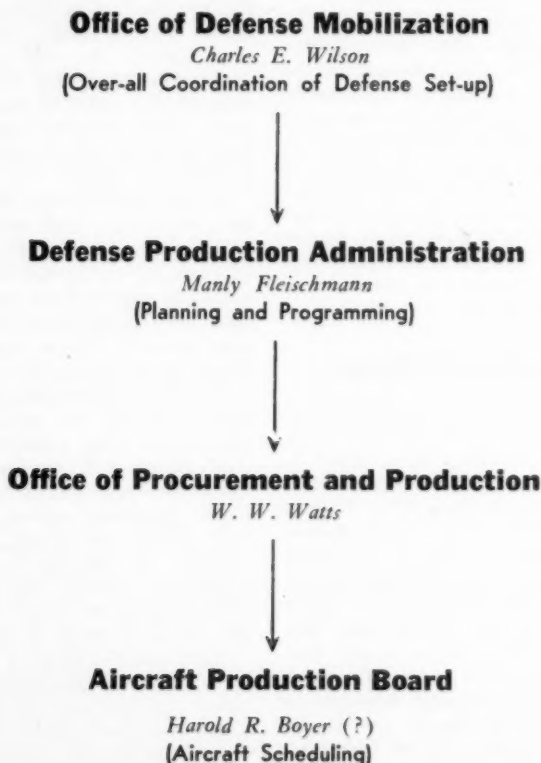 Office of Defense Mobilization
Charles E. Wilson
(Over-all Coordination of Defense Set-up)
Defense Production Administration
Manly Fleischmann
(Planning and Programming)
Office of Procurement and Production
W. W. Watts
Aircraft Production Board
Harold R. Boyer (?)
(Aircraft Scheduling)